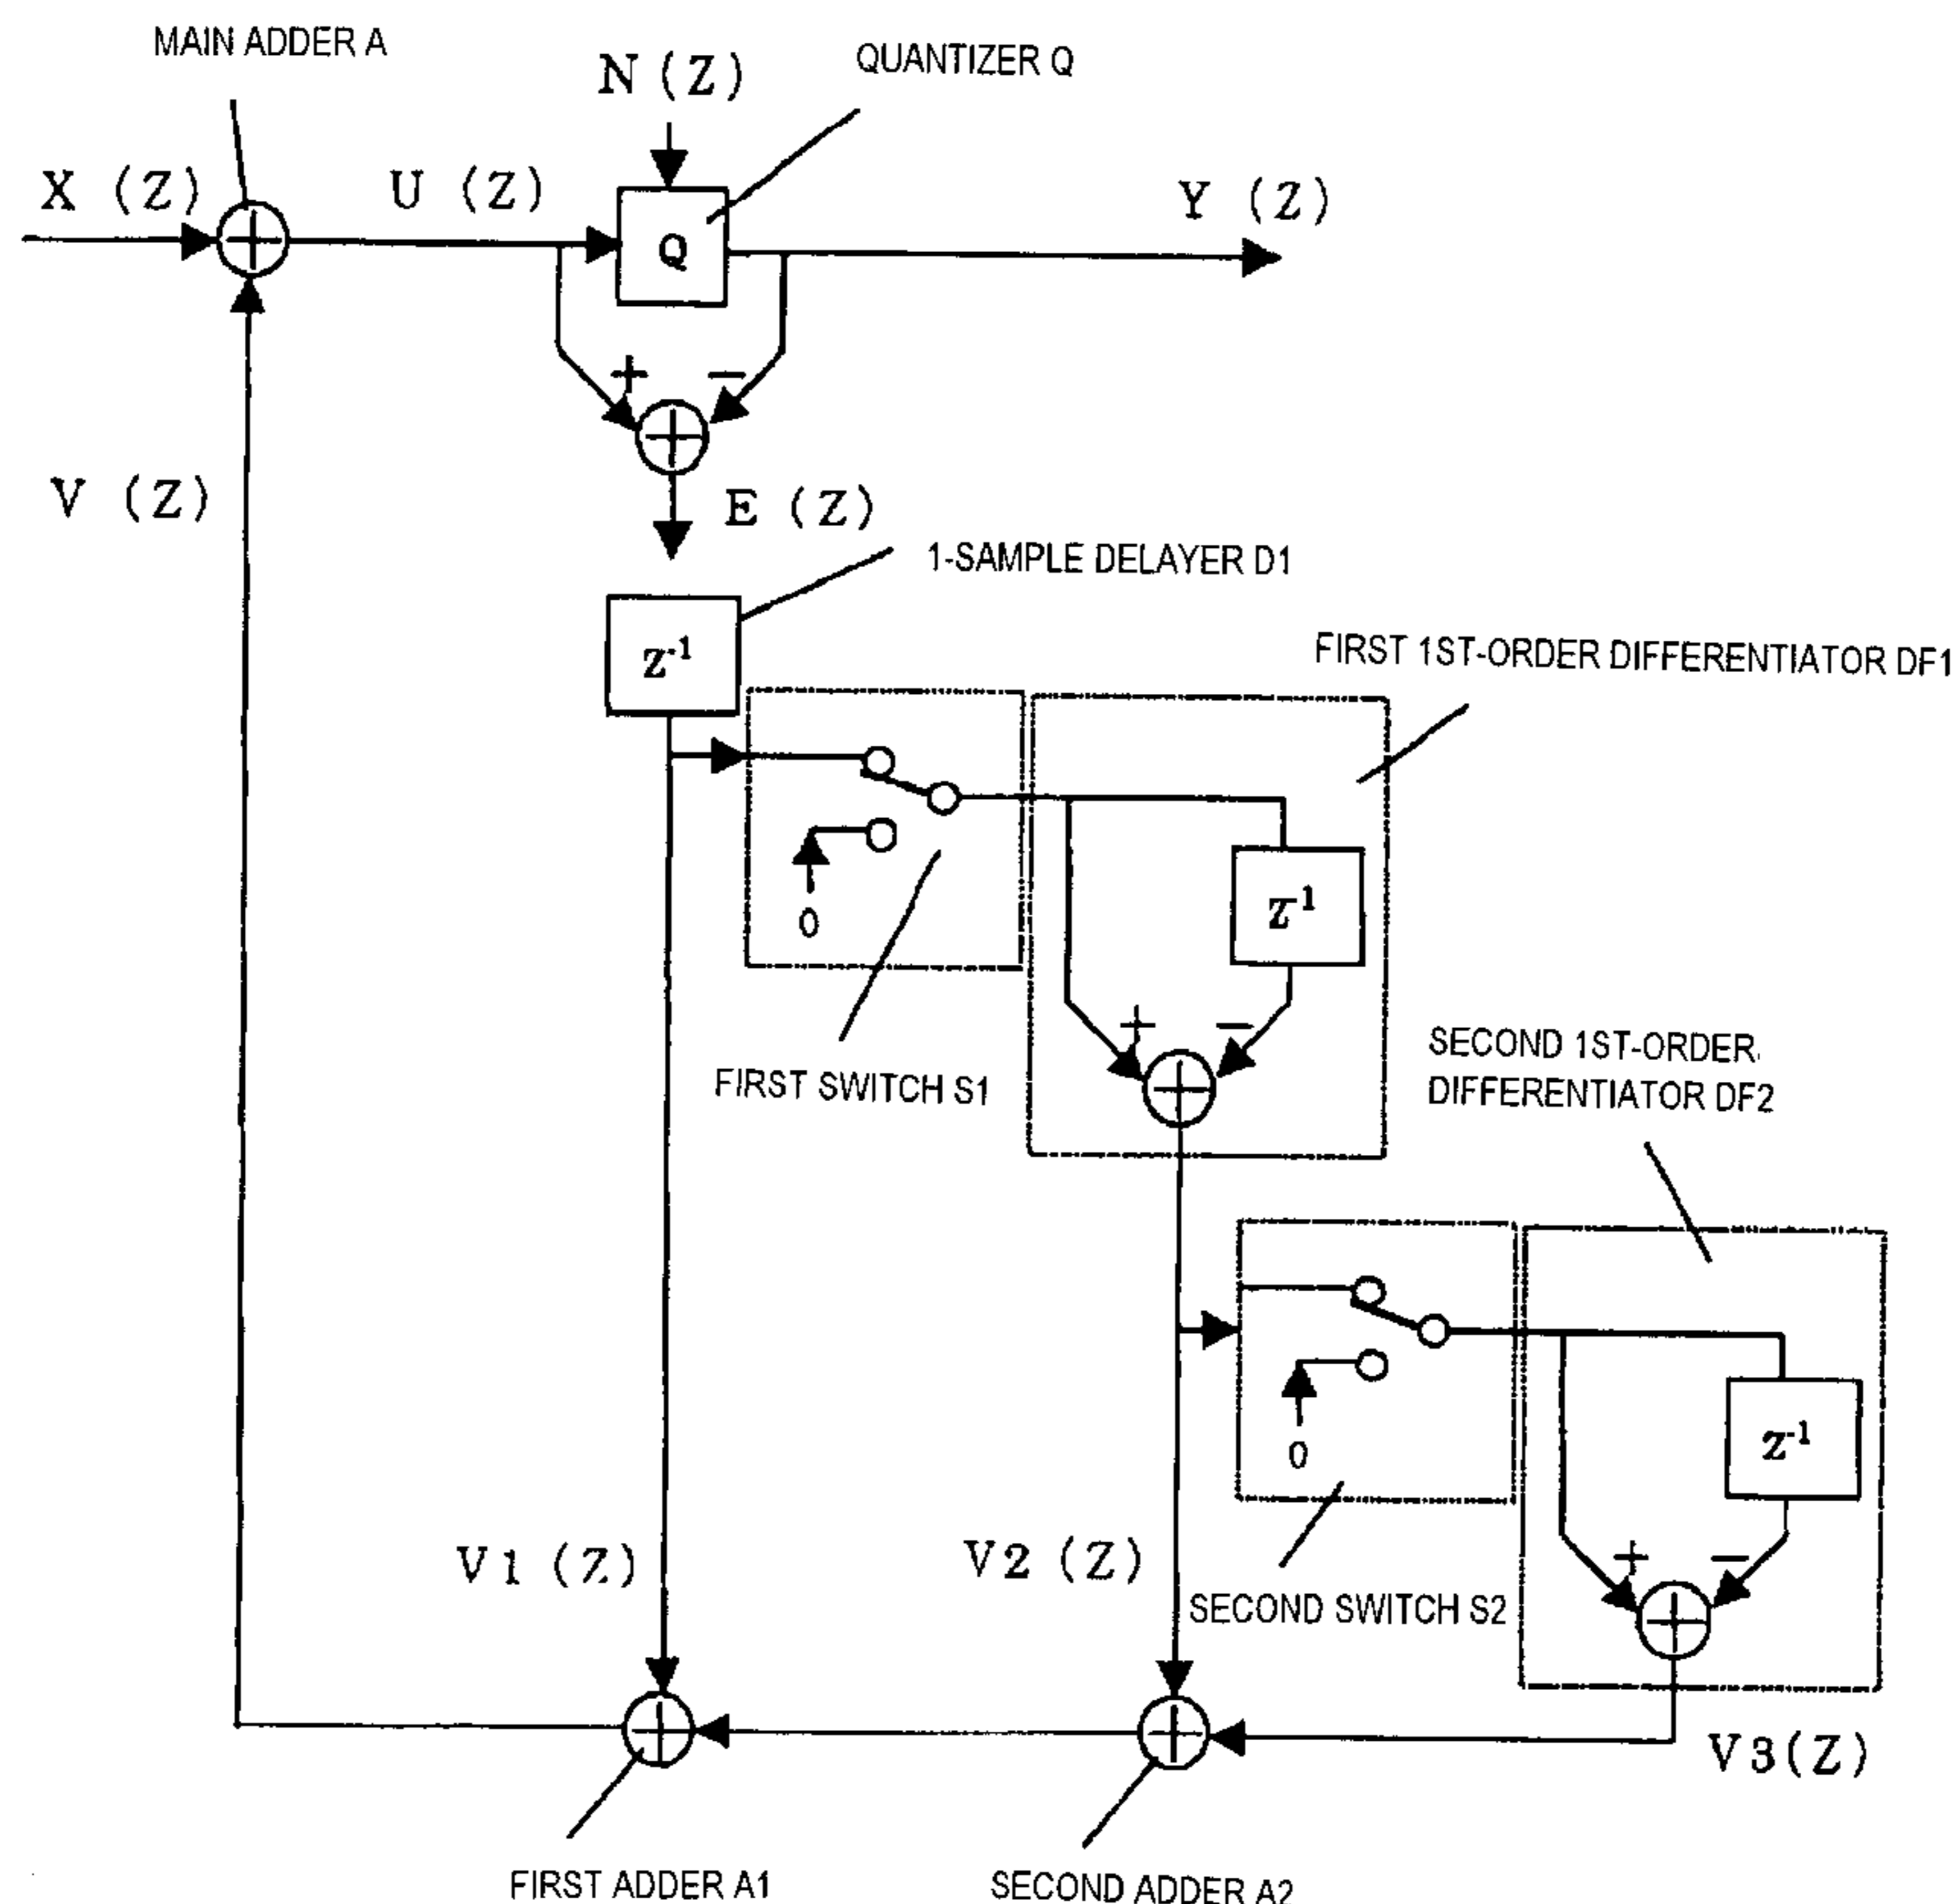 MAIN ADDER A
N (Z)
QUANTIZER Q
X (Z)
U (Z)
Q
Y (Z)
+
−
V (Z)
E (Z)
1-SAMPLE DELAYER D1
Z-1
FIRST 1ST-ORDER DIFFERENTIATOR DF1
0
Z-1
+
−
FIRST SWITCH S1
SECOND 1ST-ORDER
DIFFERENTIATOR DF2
0
Z-1
V1 (Z)
V2 (Z)
+
−
SECOND SWITCH S2
V3(Z)
FIRST ADDER A1
SECOND ADDER A2